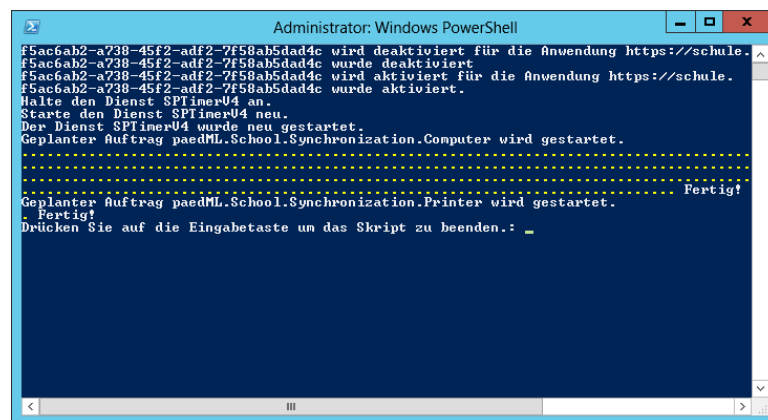 Administrator: Windows PowerShell
f5ac6ab2-a738-45f2-adf2-7f58ab5dad4c wird deaktiviert für die Anwendung https://schule.
f5ac6ab2-a738-45f2-adf2-7f58ab5dad4c wurde deaktiviert
f5ac6ab2-a738-45f2-adf2-7f58ab5dad4c wird aktiviert für die Anwendung https://schule.
f5ac6ab2-a738-45f2-adf2-7f58ab5dad4c wurde aktiviert.
Halte den Dienst SPTimerV4 an.
Starte den Dienst SPTimerV4 neu.
Der Dienst SPTimerV4 wurde neu gestartet.
Geplanter Auftrag paedML.School.Synchronization.Computer wird gestartet.
.......................................................................................
.......................................................................................
.......................................................................................
.............................................................................. Fertig!
Geplanter Auftrag paedML.School.Synchronization.Printer wird gestartet.
. Fertig!
Drücken Sie auf die Eingabetaste um das Skript zu beenden.: _